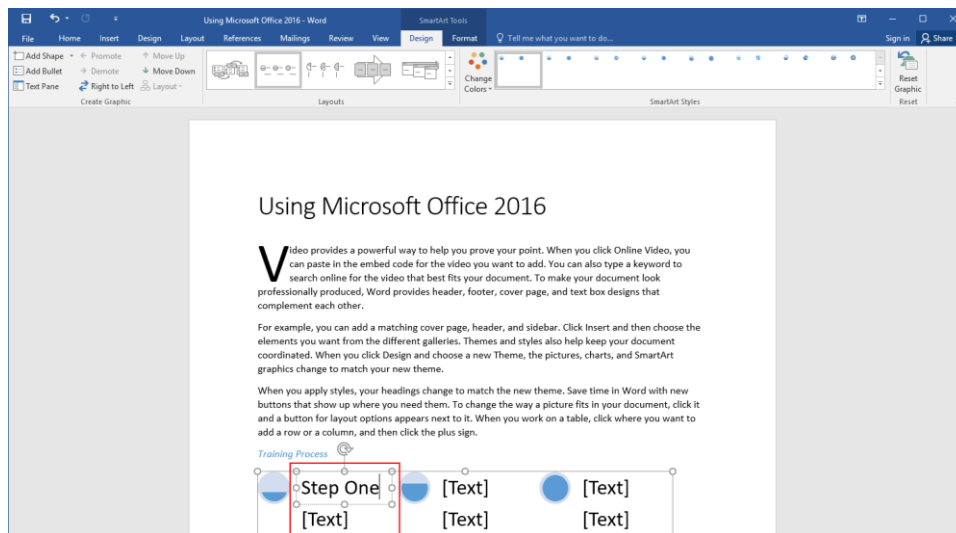 Using Microsoft Office 2016 - Word
SmartArt Tools
File Home Insert Design Layout References Mailings Review View Design Format Tell me what you want to do... Sign in Share
Add Shape Promote Move Up
Add Bullet Demote Move Down
Text Pane Right to Left Layout
Create Graphic
Layouts
Change
Colors
SmartArt Styles
Reset
Graphic
Reset
Using Microsoft Office 2016
Video provides a powerful way to help you prove your point. When you click Online Video, you
can paste in the embed code for the video you want to add. You can also type a keyword to
search online for the video that best fits your document. To make your document look
professionally produced, Word provides header, footer, cover page, and text box designs that
complement each other.
For example, you can add a matching cover page, header, and sidebar. Click Insert and then choose the
elements you want from the different galleries. Themes and styles also help keep your document
coordinated. When you click Design and choose a new Theme, the pictures, charts, and SmartArt
graphics change to match your new theme.
When you apply styles, your headings change to match the new theme. Save time in Word with new
buttons that show up where you need them. To change the way a picture fits in your document, click it
and a button for layout options appears next to it. When you work on a table, click where you want to
add a row or a column, and then click the plus sign.
Training Process
Step One [Text] [Text]
[Text] [Text] [Text]